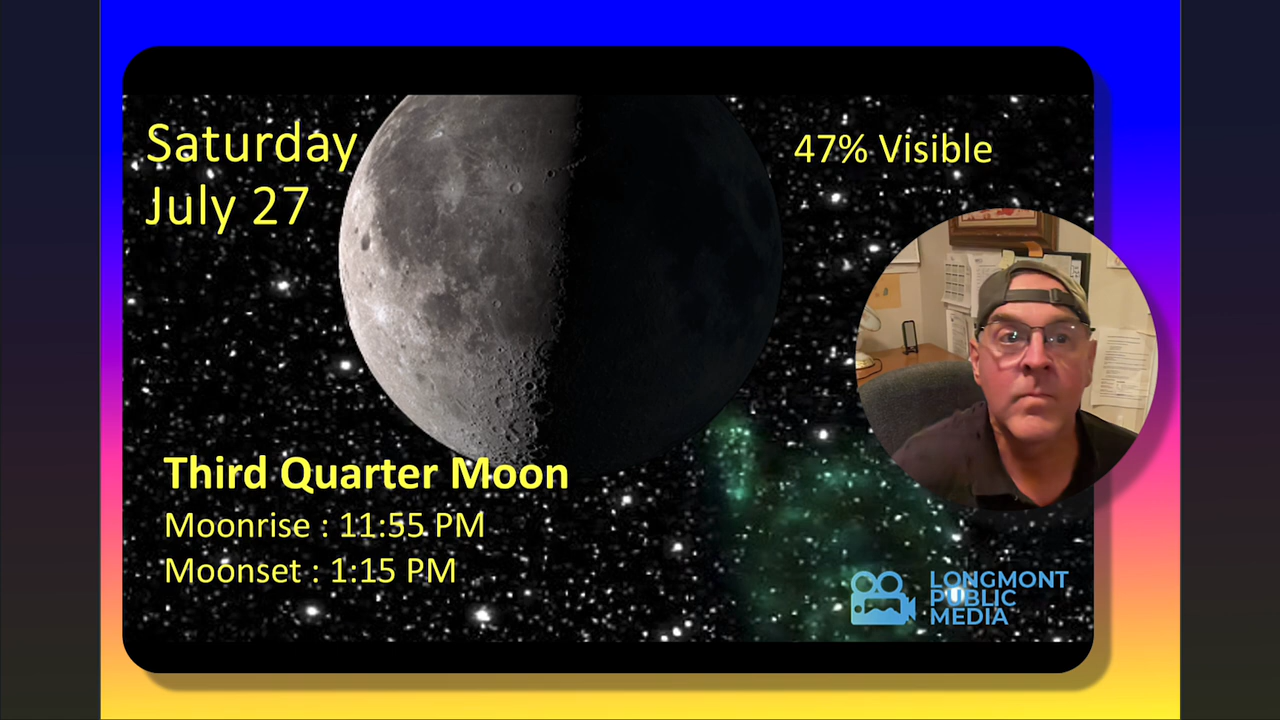 Saturday
July 27
47% Visible
Third Quarter Moon
Moonrise : 11:55 PM
Moonset : 1:15 PM
LONGMONT
PUBLIC
MEDIA